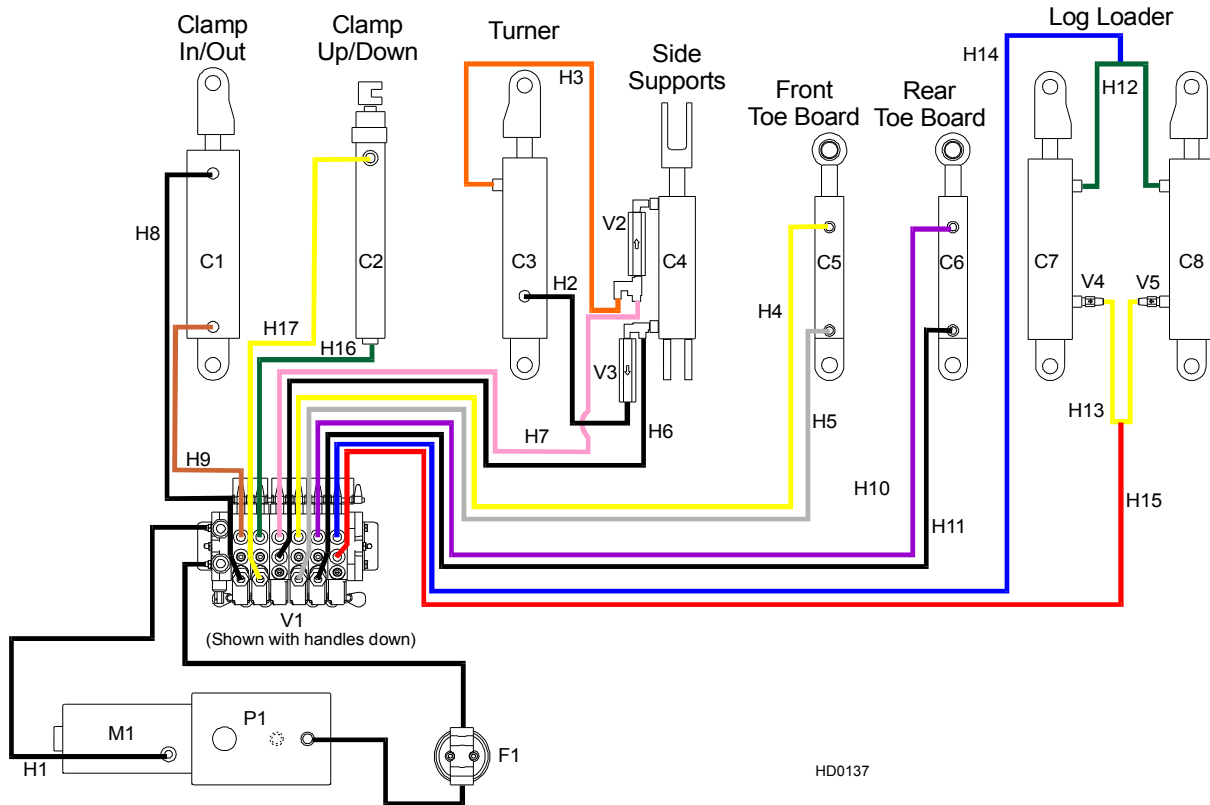 Clamp
In/Out
Clamp
Up/Down
Turner
Side
Supports
Front
Toe Board
Rear
Toe Board
Log Loader
H14
H3
H12
H8
V2
C1
C2
C3
C4
C5
C6
C7
C8
H2
V4
V5
H4
H17
H16
V3
H13
H5
H6
H7
H9
H10
H11
H15
V1
(Shown with handles down)
M1
P1
F1
H1
HD0137